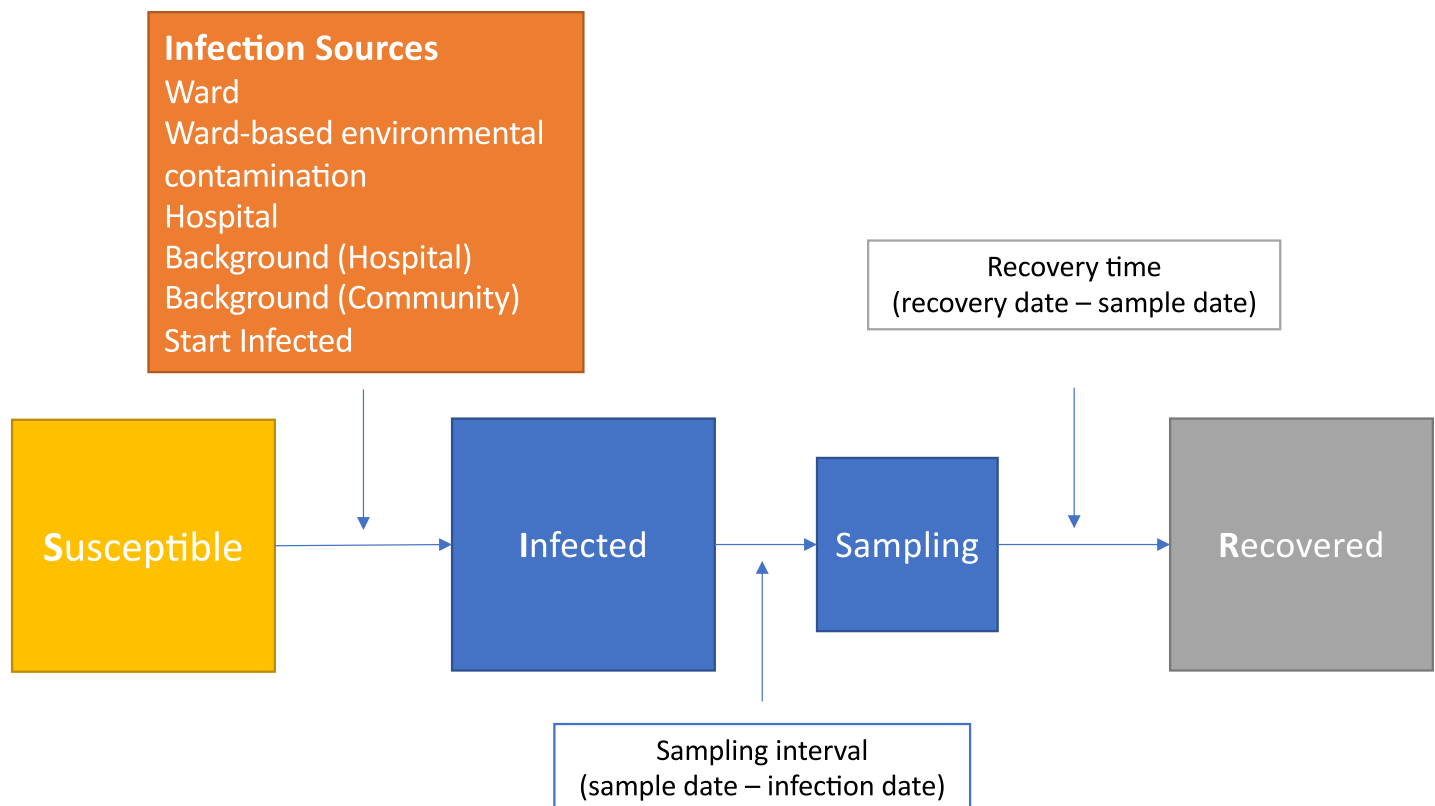 Infection Sources
Ward
Ward-based environmental
contamination
Hospital
Background (Hospital)
Background (Community)
Start Infected
Recovery time
(recovery date – sample date)
Susceptible
Infected
Sampling
Recovered
Sampling interval
(sample date – infection date)